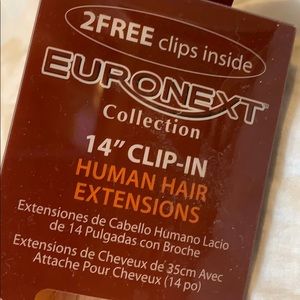 2FREE clips inside
EURONEXT
Collection
14" CLIP-IN
HUMAN HAIR
EXTENSIONS
Extensiones de Cabello Humano Lacio
de 14 Pulgadas con Broche
Extensions de Cheveux de 35cm Avec
Attache Pour Cheveux (14 po)